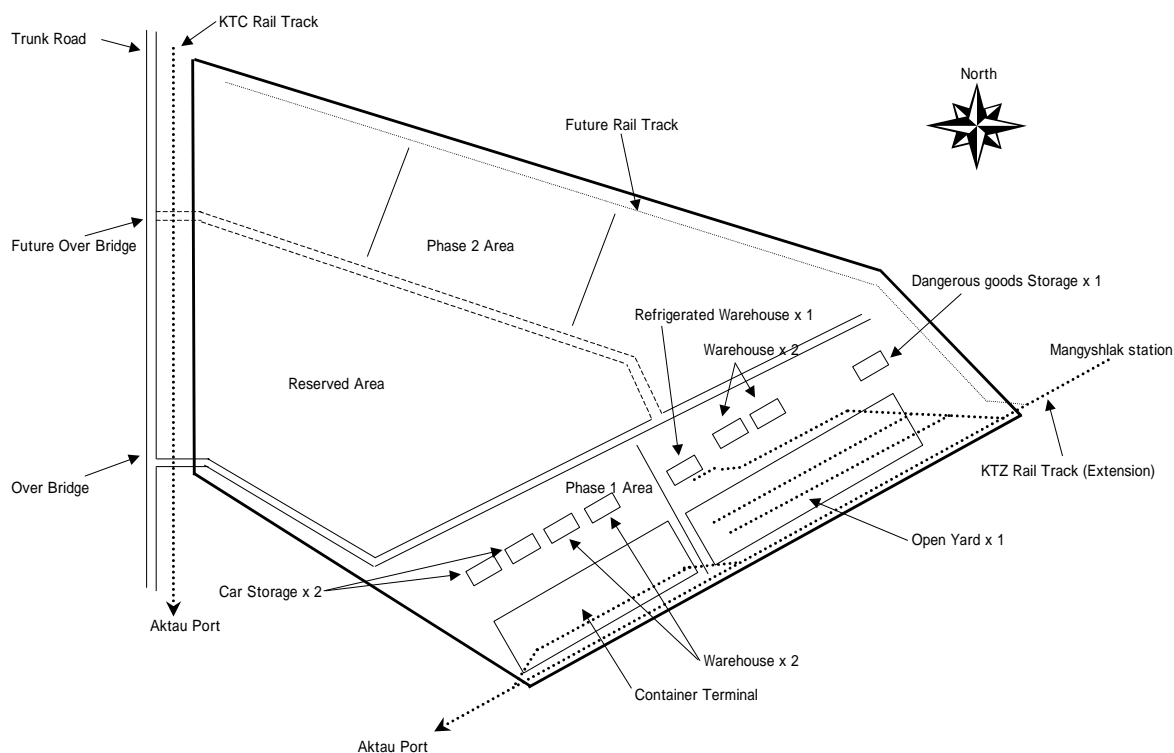 KTC Rail Track
Trunk Road
North
Future Rail Track
Future Over Bridge
Phase 2 Area
Dangerous goods Storage x 1
Refrigerated Warehouse x 1
Warehouse x 2
Mangyshlak station
Reserved Area
Over Bridge
KTZ Rail Track (Extension)
Phase 1 Area
Open Yard x 1
Car Storage x 2
Aktau Port
Warehouse x 2
Container Terminal
Aktau Port